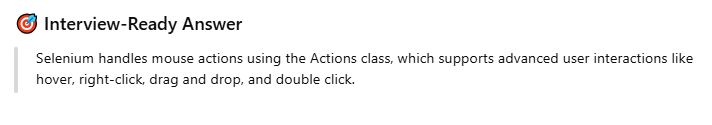 🎯 Interview-Ready Answer
Selenium handles mouse actions using the Actions class, which supports advanced user interactions like
hover, right-click, drag and drop, and double click.